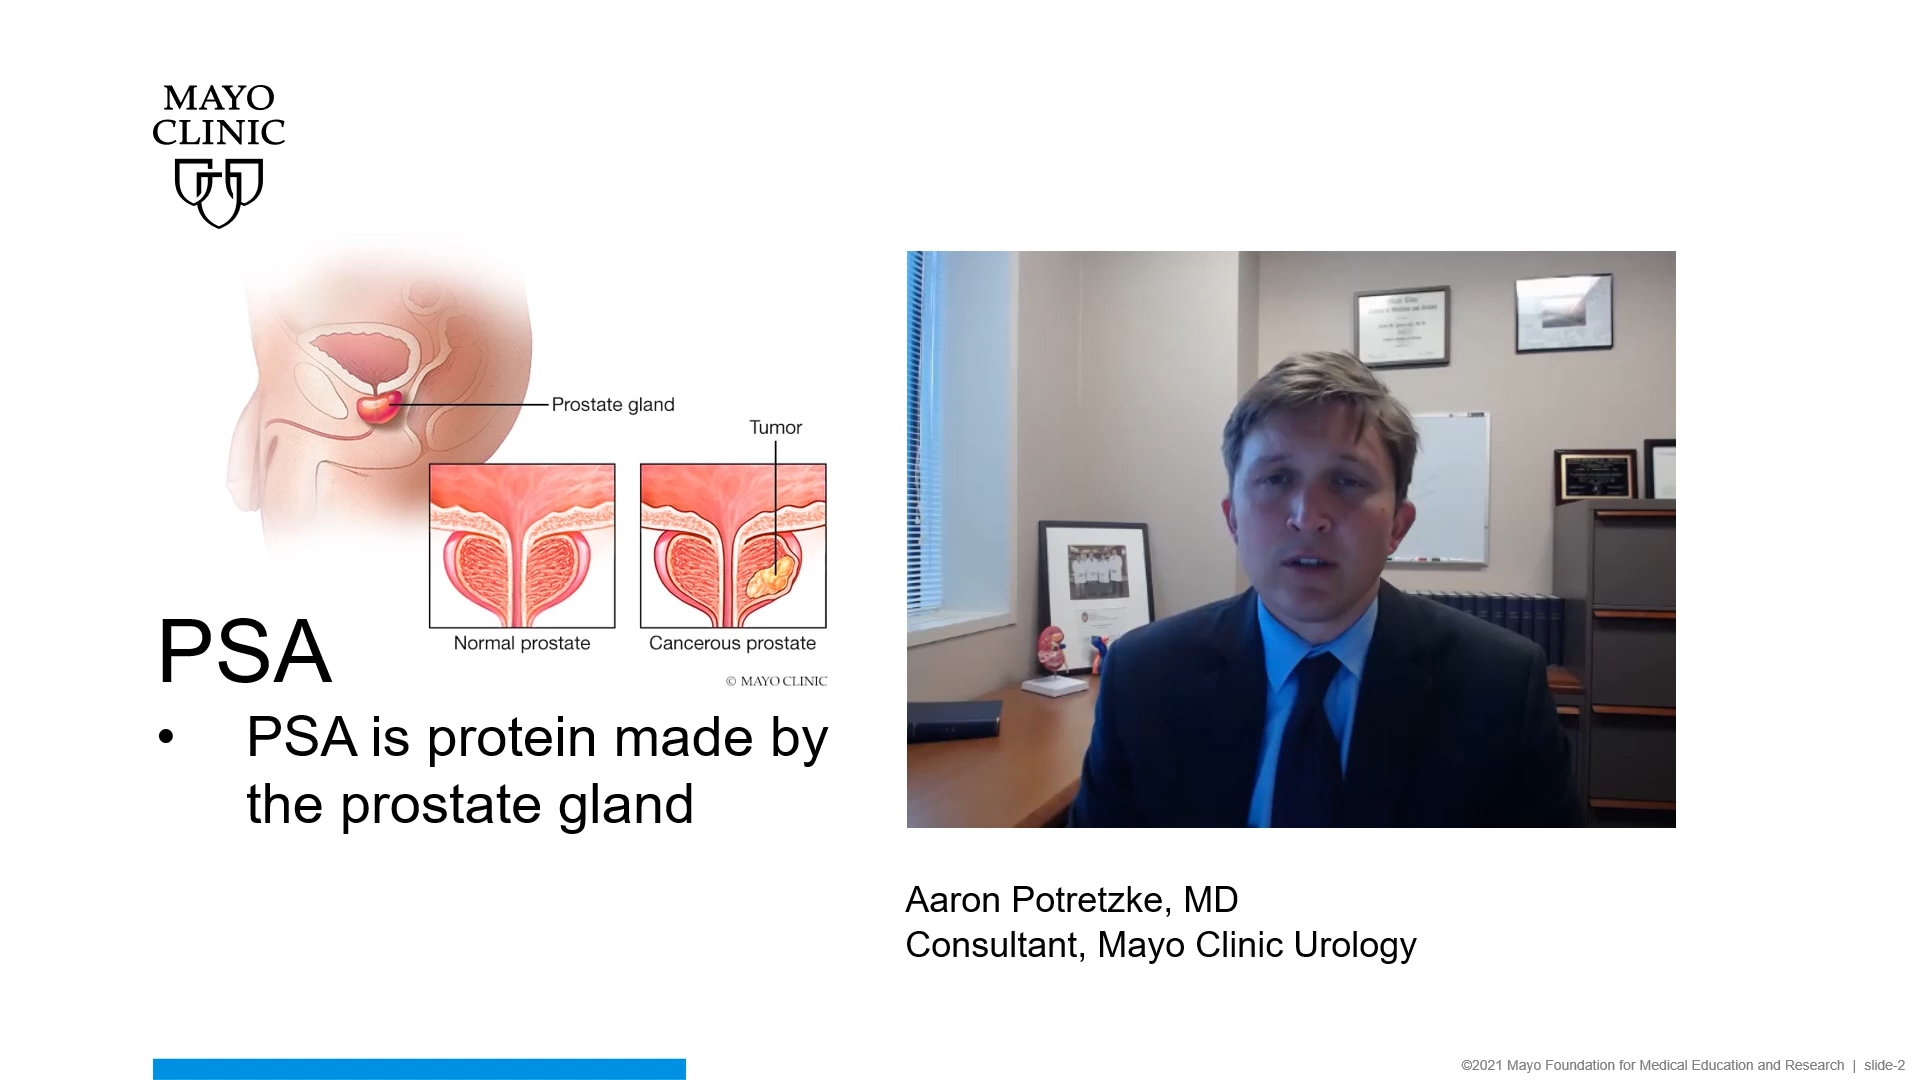 MAYO
CLINIC
Prostate gland
Tumor
Normal prostate
Cancerous prostate
© MAYO CLINIC
PSA
• PSA is protein made by
the prostate gland
Aaron Potretzke, MD
Consultant, Mayo Clinic Urology
©2021 Mayo Foundation for Medical Education and Research | slide-2